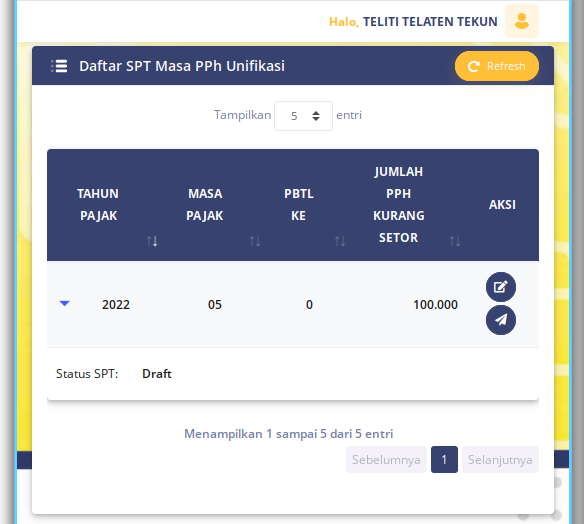 Halo, TELITI TELATEN TEKUN
Daftar SPT Masa PPh Unifikasi
Refresh
Tampilkan 5 entri
TAHUN PAJAK
MASA PAJAK
PBTL KE
JUMLAH PPH KURANG SETOR
AKSI
2022 05 0 100.000
Status SPT: Draft
Menampilkan 1 sampai 5 dari 5 entri
Sebelumnya 1 Selanjutnya